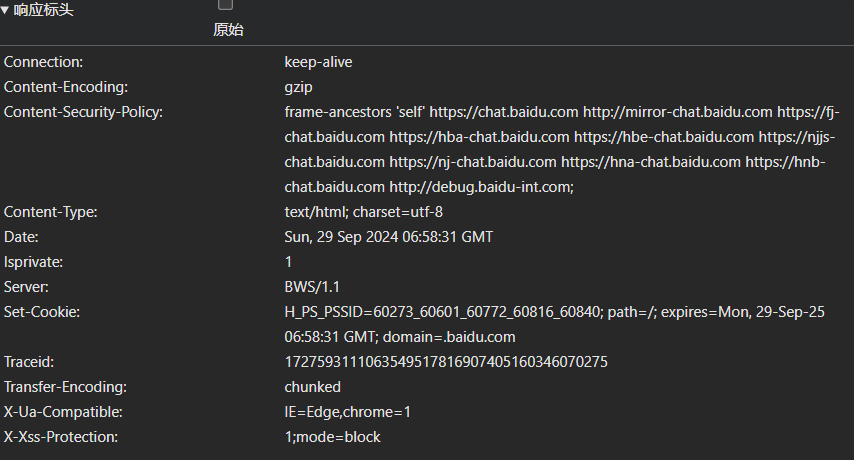 ▼ 响应标头
原始
Connection: keep-alive
Content-Encoding: gzip
Content-Security-Policy: frame-ancestors 'self' https://chat.baidu.com http://mirror-chat.baidu.com https://fj-
chat.baidu.com https://hba-chat.baidu.com https://hbe-chat.baidu.com https://njjs-
chat.baidu.com https://nj-chat.baidu.com https://hna-chat.baidu.com https://hnb-
chat.baidu.com http://debug.baidu-int.com;
Content-Type: text/html; charset=utf-8
Date: Sun, 29 Sep 2024 06:58:31 GMT
Isprivate: 1
Server: BWS/1.1
Set-Cookie: H_PS_PSSID=60273_60601_60772_60816_60840; path=/; expires=Mon, 29-Sep-25
06:58:31 GMT; domain=.baidu.com
Traceid: 1727593111063549517816907405160346070275
Transfer-Encoding: chunked
X-Ua-Compatible: IE=Edge,chrome=1
X-Xss-Protection: 1;mode=block